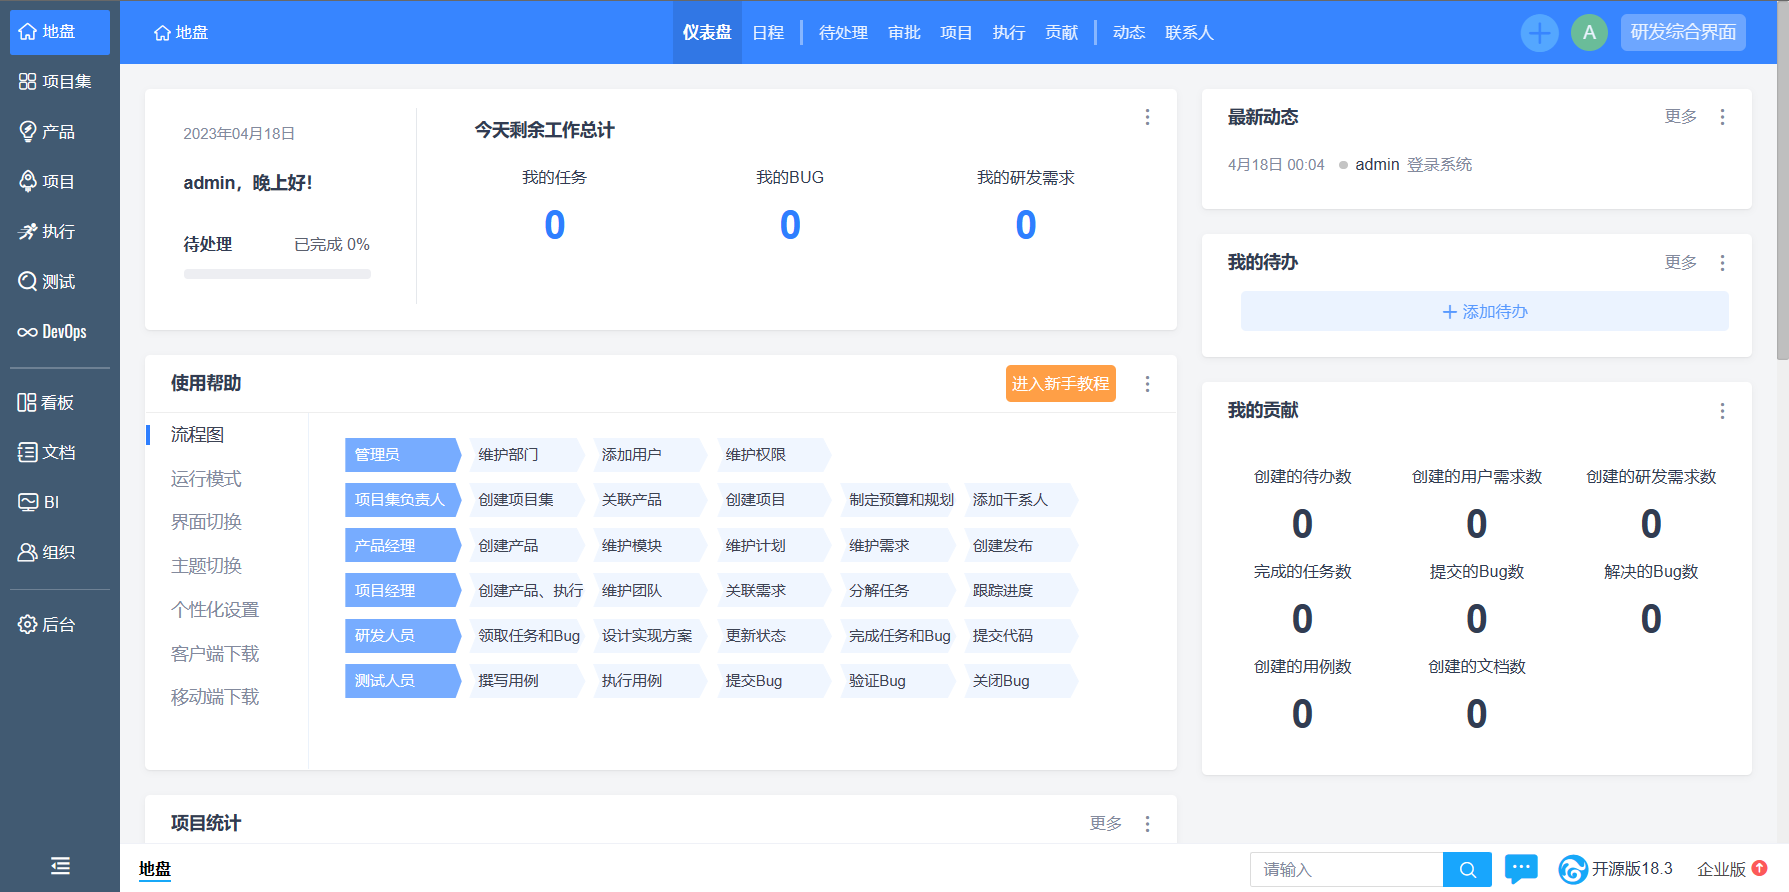 地盘
项目集
产品
项目
执行
测试
DevOps
看板
文档
BI
组织
后台
地盘
仪表盘 日程 待处理 审批 项目 执行 贡献 动态 联系人
A
研发综合界面
2023年04月18日
admin，晚上好！
待处理 已完成 0%
今天剩余工作总计
我的任务 我的BUG 我的研发需求
0 0 0
最新动态 更多
4月18日 00:04 admin 登录系统
我的待办 更多
添加待办
使用帮助 进入新手教程
流程图
运行模式
界面切换
主题切换
个性化设置
客户端下载
移动端下载
管理员 维护部门 添加用户 维护权限
项目集负责人 创建项目集 关联产品 创建项目 制定预算和规划 添加干系人
产品经理 创建产品 维护模块 维护计划 维护需求 创建发布
项目经理 创建产品、执行 维护团队 关联需求 分解任务 跟踪进度
研发人员 领取任务和Bug 设计实现方案 更新状态 完成任务和Bug 提交代码
测试人员 撰写用例 执行用例 提交Bug 验证Bug 关闭Bug
我的贡献
创建的待办数 创建的用户需求数 创建的研发需求数
0 0 0
完成的任务数 提交的Bug数 解决的Bug数
0 0 0
创建的用例数 创建的文档数
0 0
项目统计 更多
地盘
请输入
开源版18.3
企业版